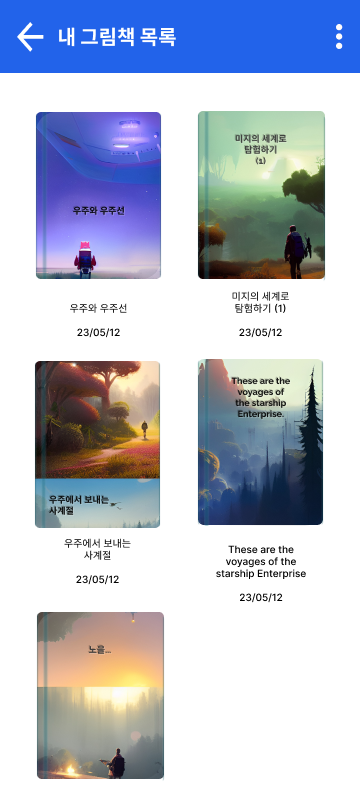 내 그림책 목록
우주와 우주선
우주와 우주선
23/05/12
미지의 세계로
탐험하기
(1)
미지의 세계로
탐험하기 (1)
23/05/12
우주에서 보내는
사계절
우주에서 보내는
사계절
23/05/12
These are the
voyages of
the starship
Enterprise.
These are the
voyages of the
starship Enterprise
23/05/12
노을...